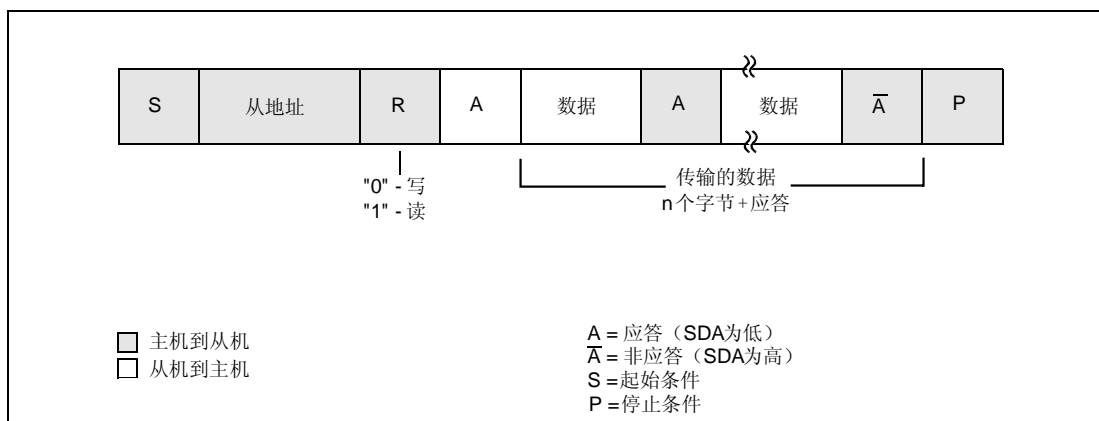 S 从地址 R A 数据 A 数据 A̅ P
"0" - 写
"1" - 读
传输的数据
n个字节+应答
主机到从机
从机到主机
A = 应答（SDA为低）
A̅ = 非应答（SDA为高）
S =起始条件
P =停止条件